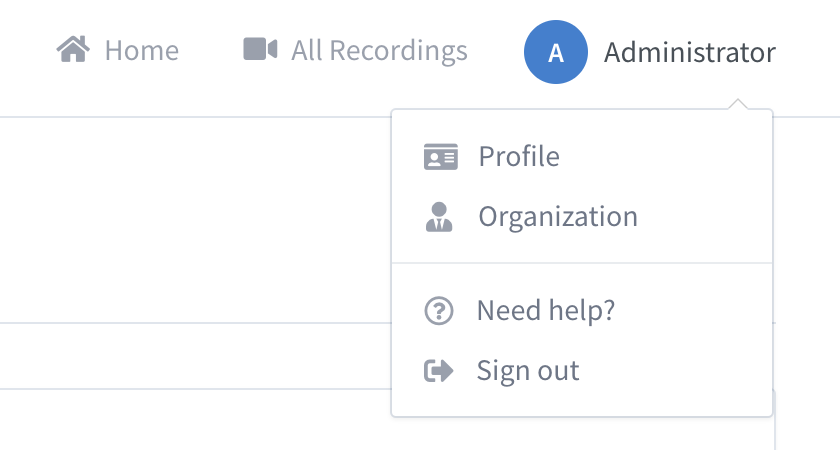 Home
All Recordings
A
Administrator
Profile
Organization
Need help?
Sign out